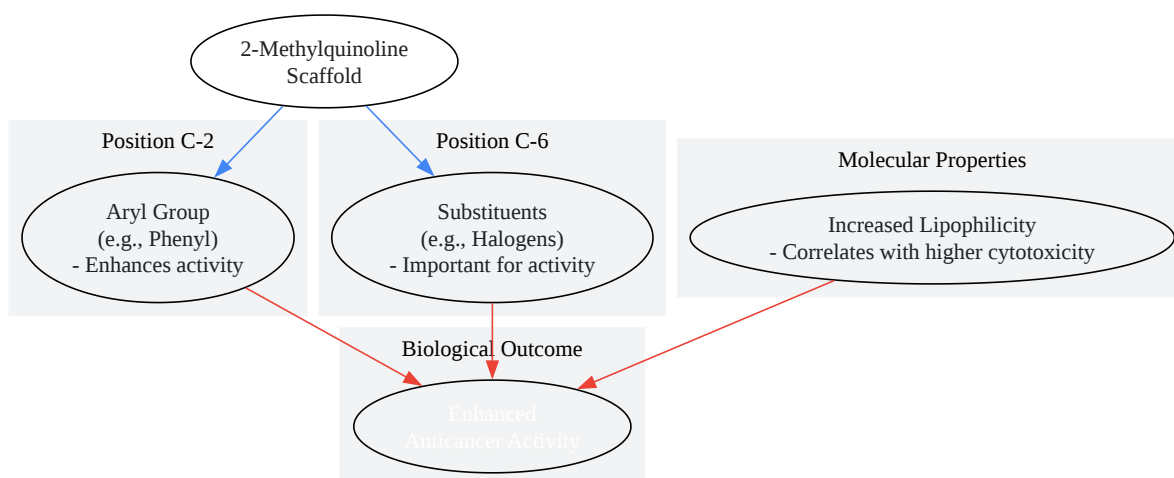 2-Methylquinoline
Scaffold
Position C-2
Aryl Group
(e.g., Phenyl)
- Enhances activity
Position C-6
Substituents
(e.g., Halogens)
- Important for activity
Molecular Properties
Increased Lipophilicity
- Correlates with higher cytotoxicity
Biological Outcome
Enhanced
Anticancer Activity